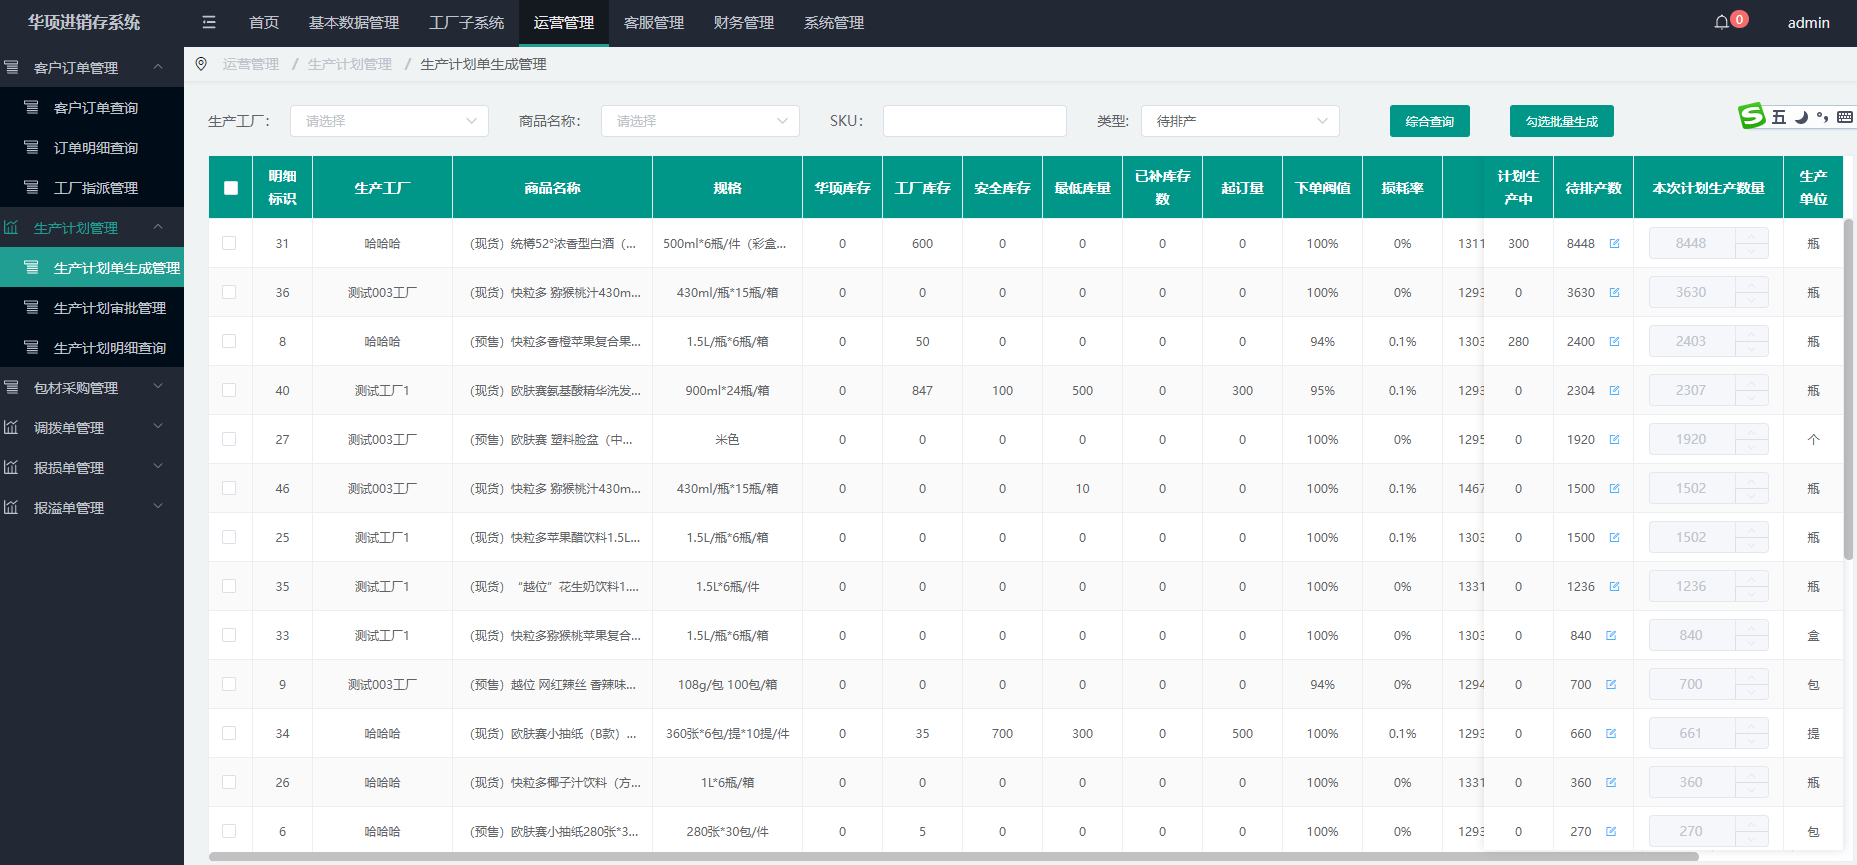 华项进销存系统
首页 基本数据管理 工厂子系统 运营管理 客服管理 财务管理 系统管理
0 admin
客户订单管理
客户订单查询
订单明细查询
工厂指派管理
生产计划管理
生产计划单生成管理
生产计划审批管理
生产计划明细查询
包材采购管理
调拨单管理
报损单管理
报溢单管理
运营管理 / 生产计划管理 / 生产计划单生成管理
生产工厂: 请选择 商品名称: 请选择 SKU: 类型: 待排产 综合查询 勾选批量生成
S 五
明细标识 生产工厂 商品名称 规格 华项库存 工厂库存 安全库存 最低库量 已补库存数 起订量 下单阀值 损耗率 计划生产中 待排产数 本次计划生产数量 生产单位
31 哈哈哈 (现货) 统樽52°浓香型白酒 (... 500ml*6瓶/件 (彩盒... 0 600 0 0 0 0 100% 0% 1311 300 8448 8448 瓶
36 测试003工厂 (现货) 快粒多 猕猴桃汁430m... 430ml/瓶*15瓶/箱 0 0 0 0 0 0 100% 0% 1293 0 3630 3630 瓶
8 哈哈哈 (预售) 快粒多香橙苹果复合果... 1.5L/瓶*6瓶/箱 0 50 0 0 0 0 94% 0.1% 1303 280 2400 2403 瓶
40 测试工厂1 (现货) 欧肤赛氨基酸精华洗发... 900ml*24瓶/箱 0 847 100 500 0 300 95% 0.1% 1293 0 2304 2307 瓶
27 测试003工厂 (预售) 欧肤赛 塑料脸盆 (中... 米色 0 0 0 0 0 0 100% 0% 1295 0 1920 1920 个
46 测试003工厂 (现货) 快粒多 猕猴桃汁430m... 430ml/瓶*15瓶/箱 0 0 0 10 0 0 100% 0.1% 1467 0 1500 1502 瓶
25 测试工厂1 (现货) 快粒多苹果醋饮料1.5L... 1.5L/瓶*6瓶/箱 0 0 0 0 0 0 100% 0.1% 1303 0 1500 1502 瓶
35 测试工厂1 (现货) “越位”花生奶饮料1.... 1.5L*6瓶/件 0 0 0 0 0 0 100% 0% 1331 0 1236 1236 瓶
33 测试工厂1 (现货) 快粒多猕猴桃苹果复合... 1.5L/瓶*6瓶/箱 0 0 0 0 0 0 100% 0% 1303 0 840 840 盒
9 测试003工厂 (预售) 越位 网红辣丝 香辣味... 108g/包 100包/箱 0 0 0 0 0 0 94% 0% 1294 0 700 700 包
34 哈哈哈 (现货) 欧肤赛小抽纸 (B款) ... 360张*6包/提*10提/件 0 35 700 300 0 500 100% 0.1% 1293 0 660 661 提
26 哈哈哈 (现货) 快粒多椰子汁饮料 (方... 1L*6瓶/箱 0 0 0 0 0 0 100% 0% 1331 0 360 360 瓶
6 哈哈哈 (预售) 欧肤赛小抽纸280张*3... 280张*30包/件 0 5 0 0 0 0 100% 0% 1293 0 270 270 包